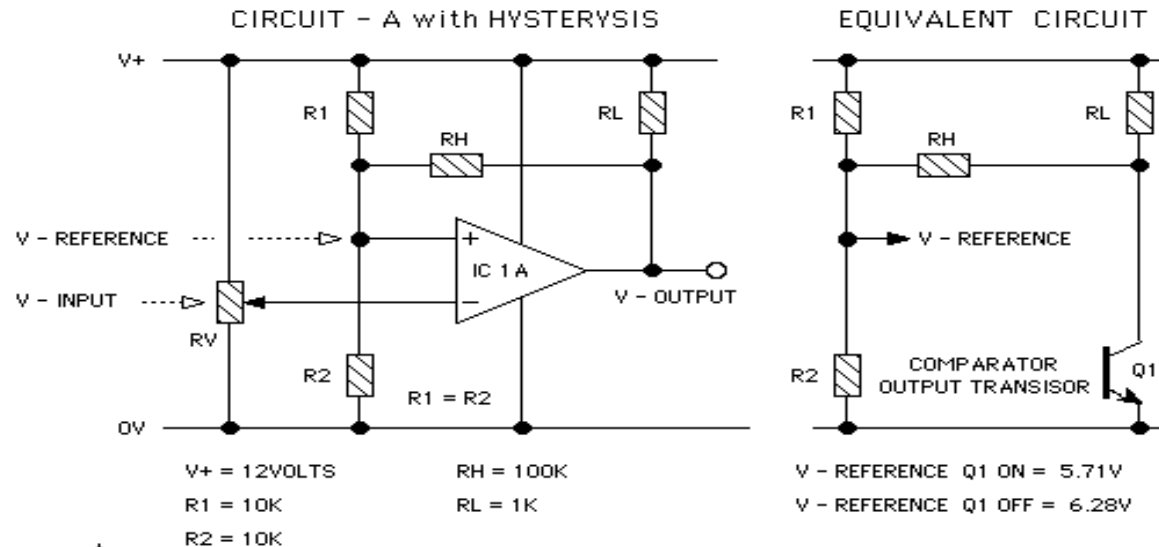 CIRCUIT - A with HYSTERYSIS
EQUIVALENT CIRCUIT
V+
R1
RH
RL
V - REFERENCE
V - INPUT
RV
+
IC 1A
−
V - OUTPUT
R2
R1 = R2
0V
R1
RH
RL
V - REFERENCE
R2
COMPARATOR
OUTPUT TRANSISOR
Q1
V+ = 12VOLTS
R1 = 10K
R2 = 10K
RH = 100K
RL = 1K
V - REFERENCE Q1 ON = 5.71V
V - REFERENCE Q1 OFF = 6.28V